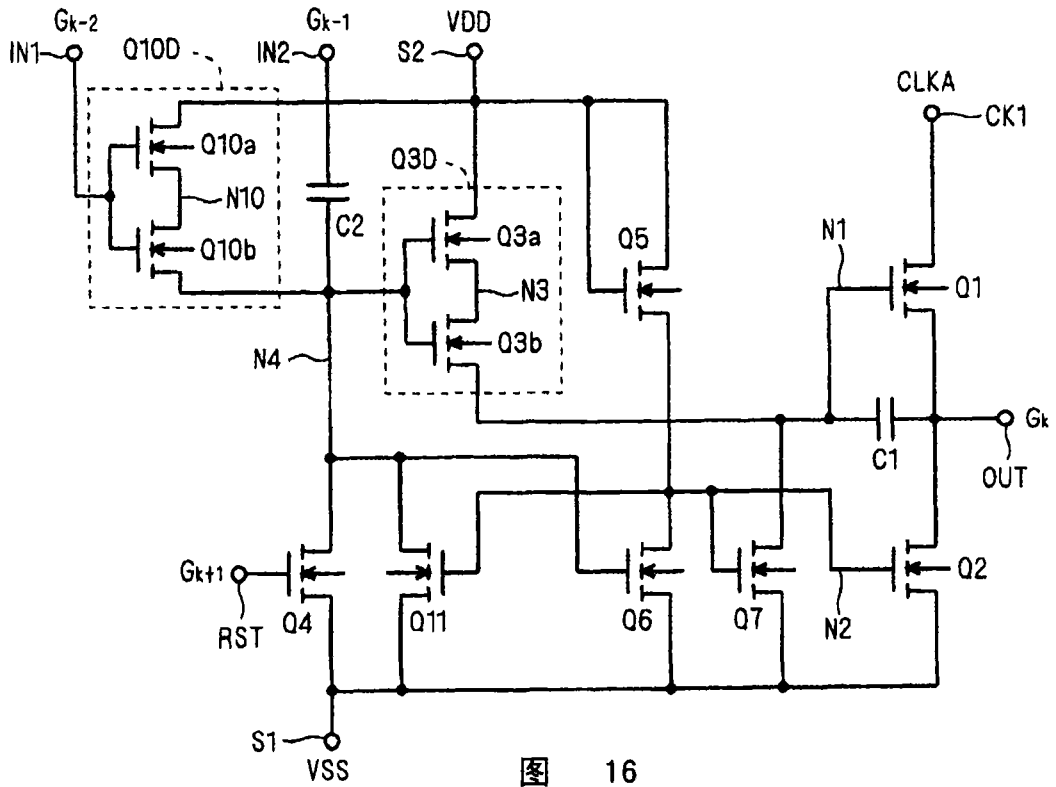 Gk-2
Gk-1
VDD
IN1
Q10D
IN2
S2
CLKA
CK1
Q10a
Q3D
N10
C2
Q10b
Q3a
Q5
N1
Q1
N3
Q3b
N4
Gk
C1
OUT
Gk+1
Q2
Q4
Q11
Q6
Q7
N2
RST
S1
VSS
图 16